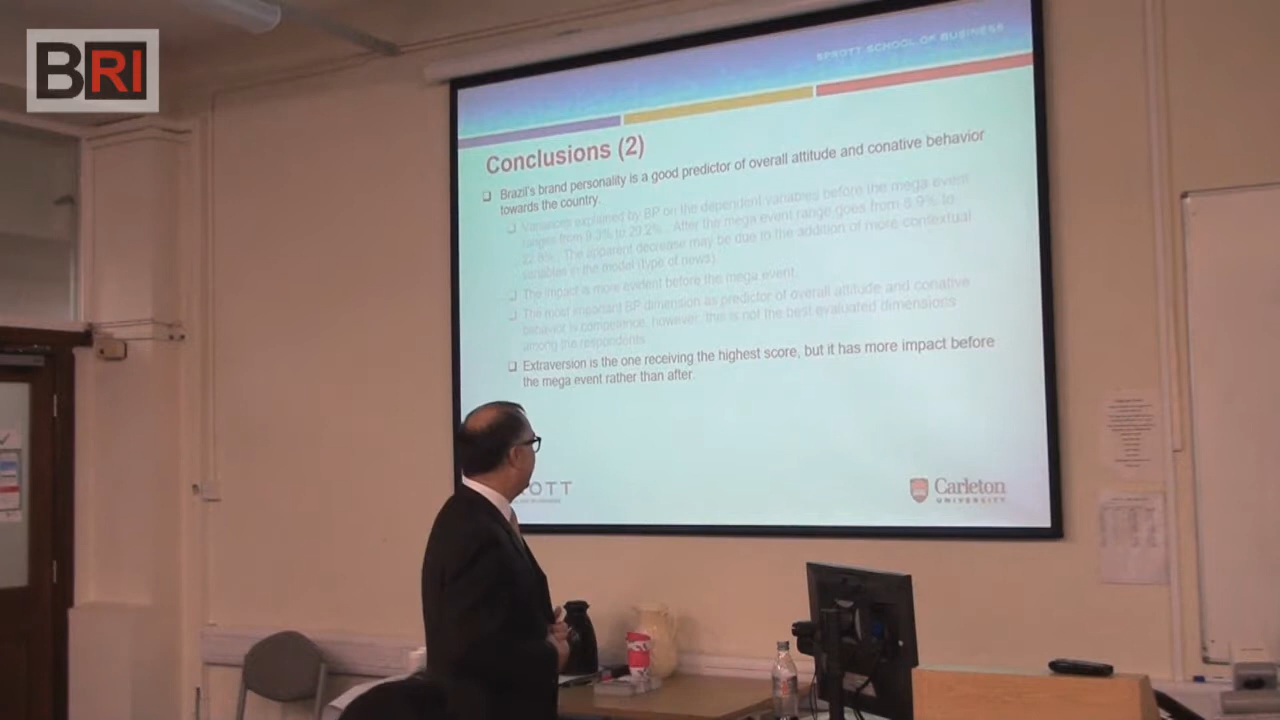 BRI
SPROTT SCHOOL OF BUSINESS
Conclusions (2)
Brazil's brand personality is a good predictor of overall attitude and conative behavior
towards the country.
Variances explained by BP on the dependent variables before the mega event
ranges from 9.3% to 20.2%. After the mega event range goes from 8.9% to
22.8%. The apparent decrease may be due to the addition of more contextual
variables in the model (type of news).
The impact is more evident before the mega event.
The most important BP dimension as predictor of overall attitude and conative
behavior is competence, however, this is not the best evaluated dimensions
among the respondents.
Extraversion is the one receiving the highest score, but it has more impact before
the mega event rather than after.
OTT
Carleton
UNIVERSITY